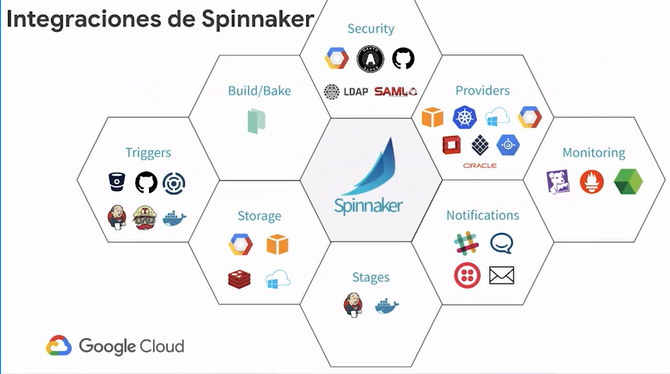 Integraciones de Spinnaker
Security
LDAP SAML
Build/Bake
Providers
ORACLE
Triggers
Monitoring
Spinnaker
Storage
Notifications
Stages
Google Cloud